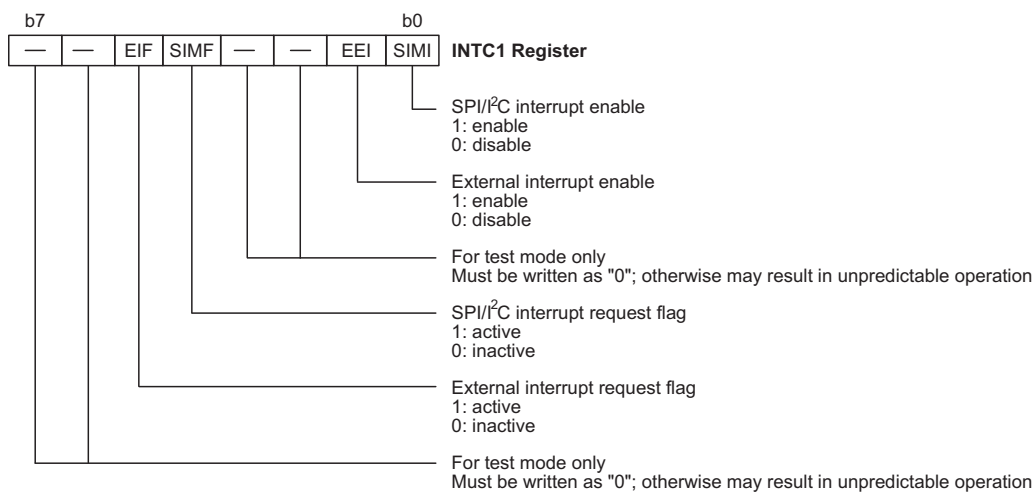 b7 b0
— — EIF SIMF — — EEI SIMI INTC1 Register
SPI/I²C interrupt enable
1: enable
0: disable
External interrupt enable
1: enable
0: disable
For test mode only
Must be written as "0"; otherwise may result in unpredictable operation
SPI/I²C interrupt request flag
1: active
0: inactive
External interrupt request flag
1: active
0: inactive
For test mode only
Must be written as "0"; otherwise may result in unpredictable operation